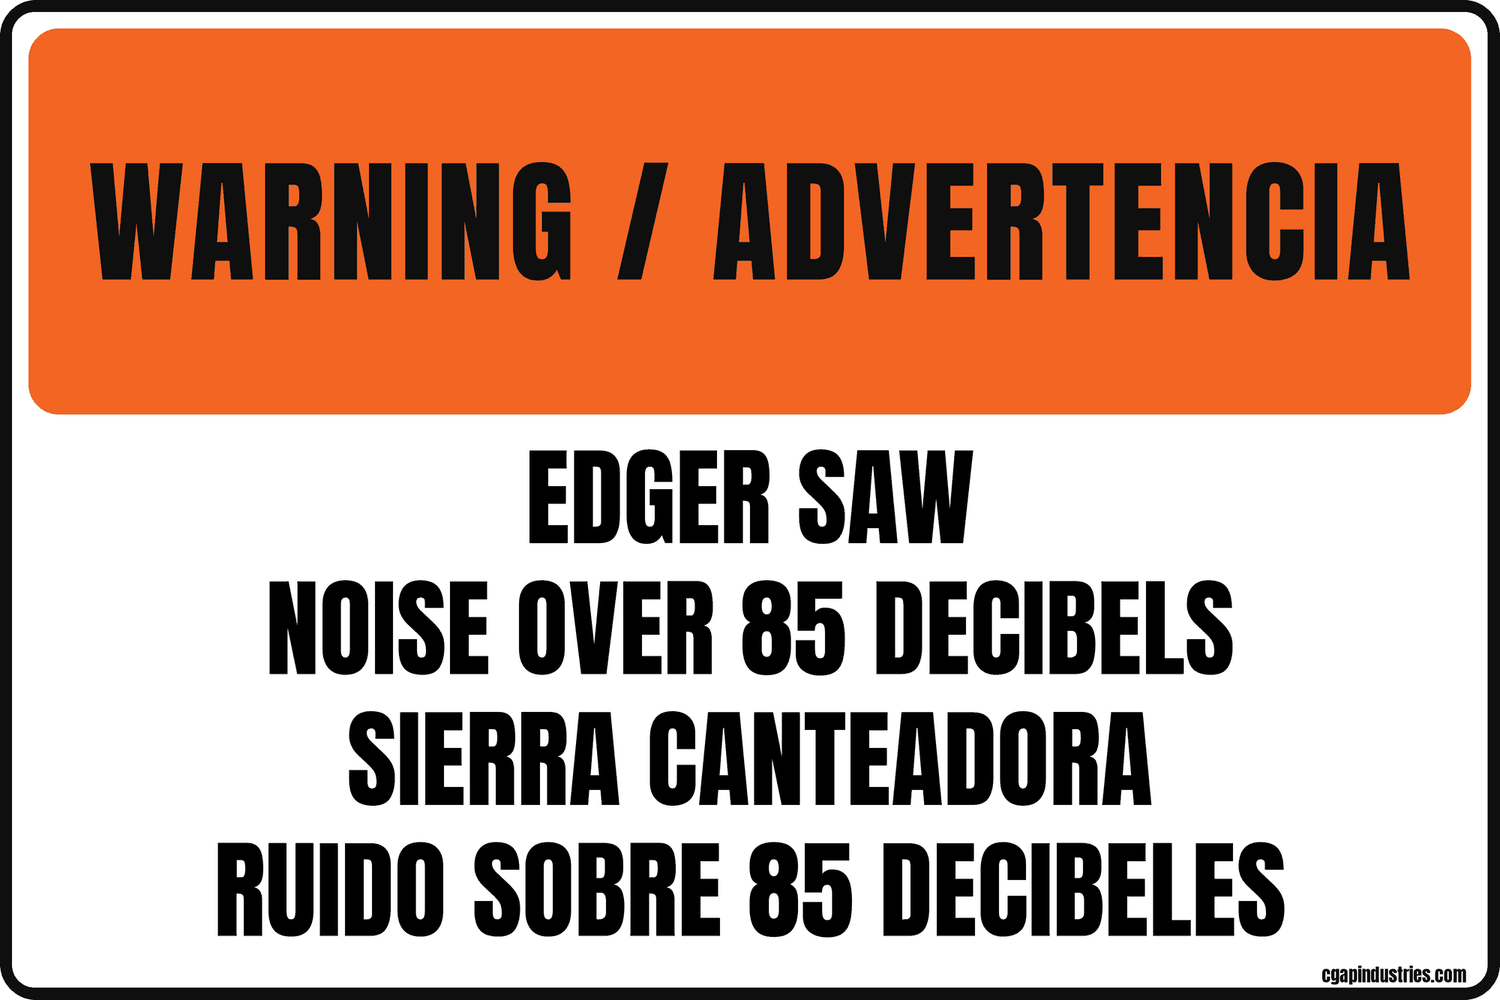 WARNING / ADVERTENCIA
EDGER SAW
NOISE OVER 85 DECIBELS
SIERRA CANTEADORA
RUIDO SOBRE 85 DECIBELES
cgapindustries.com